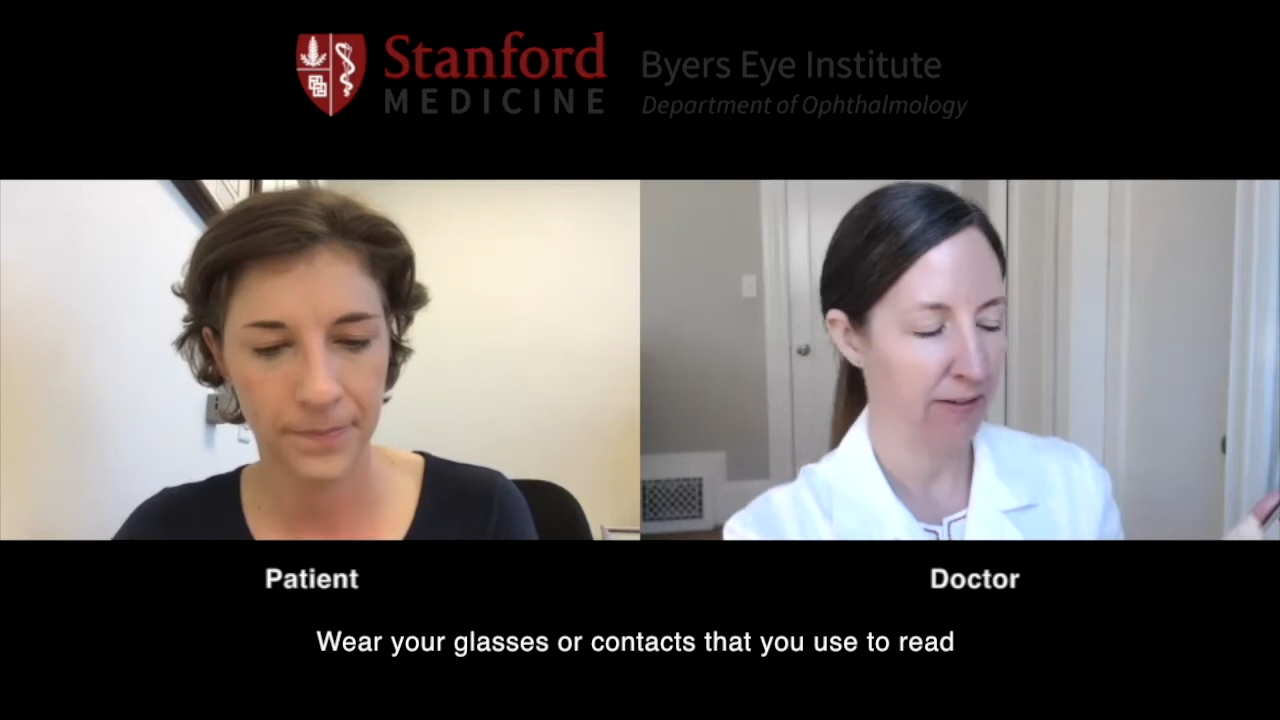 Stanford
MEDICINE
Byers Eye Institute
Department of Ophthalmology
Patient
Doctor
Wear your glasses or contacts that you use to read